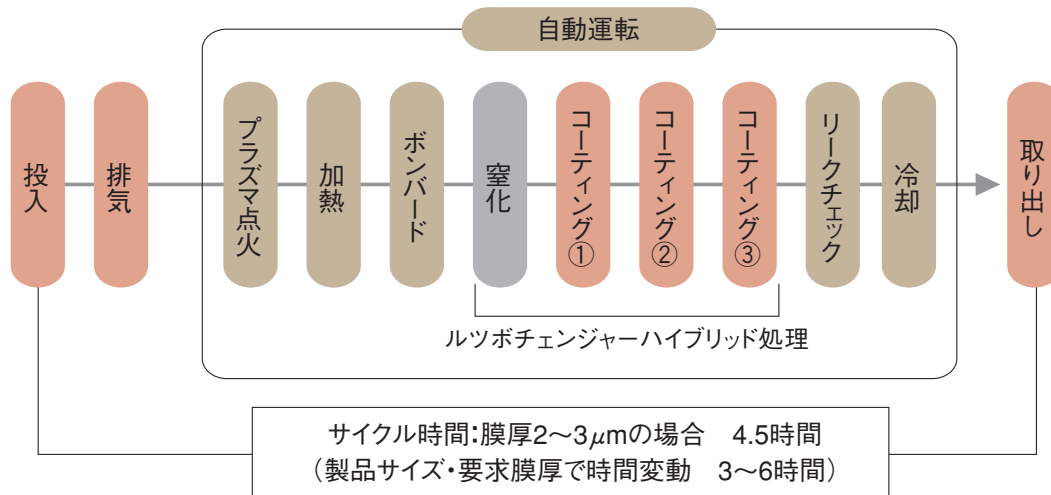 自動運転
投入
排気
プラズマ点火
加熱
ボンバード
窒化
コーティング①
コーティング②
コーティング③
リークチェック
冷却
取り出し
ルツボチェンジャーハイブリッド処理
サイクル時間:膜厚2〜3μmの場合　4.5時間
（製品サイズ・要求膜厚で時間変動　3〜6時間）